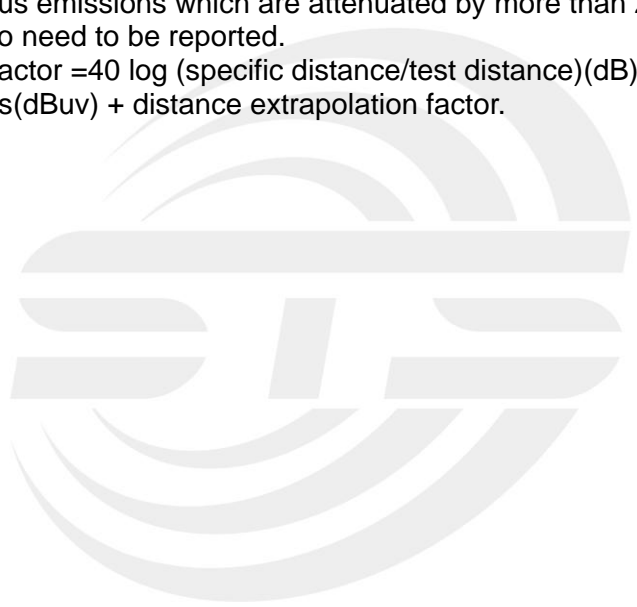 us emissions which are attenuated by more than
o need to be reported.
actor =40 log (specific distance/test distance)(dB)
s(dBuv) + distance extrapolation factor.
STS